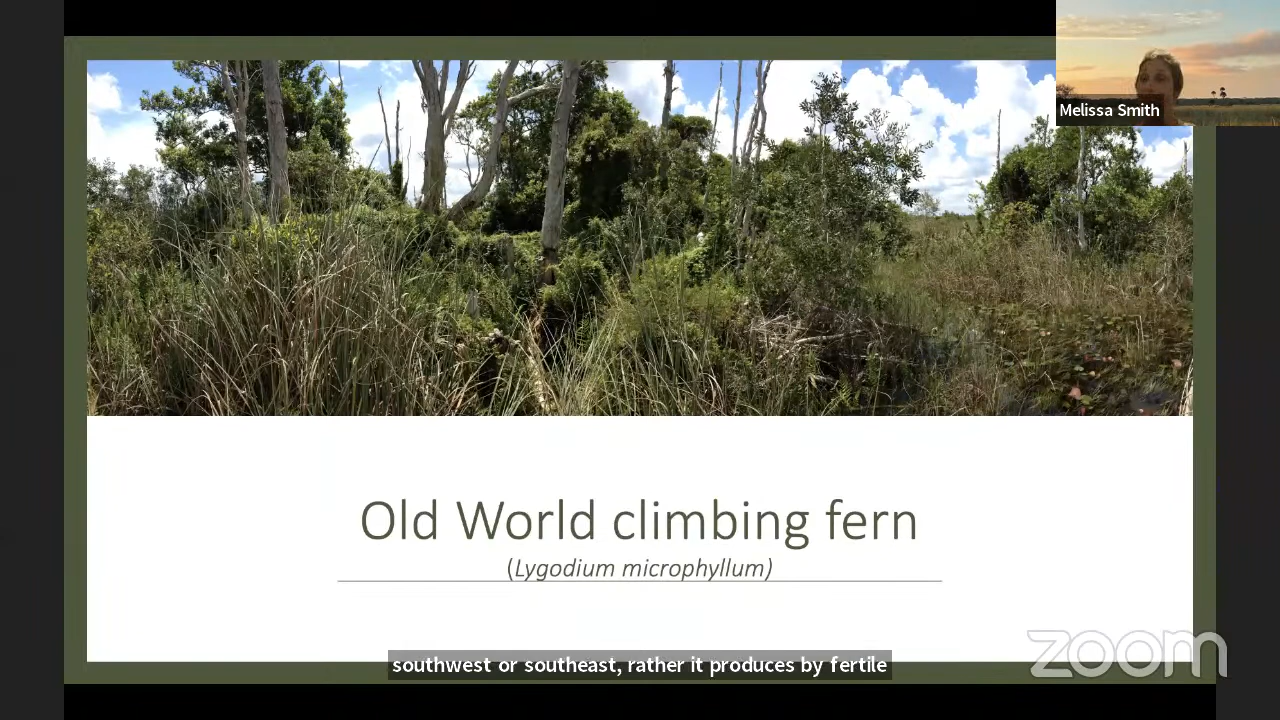 Melissa Smith
Old World climbing fern
(Lygodium microphyllum)
southwest or southeast, rather it produces by fertile
zoom